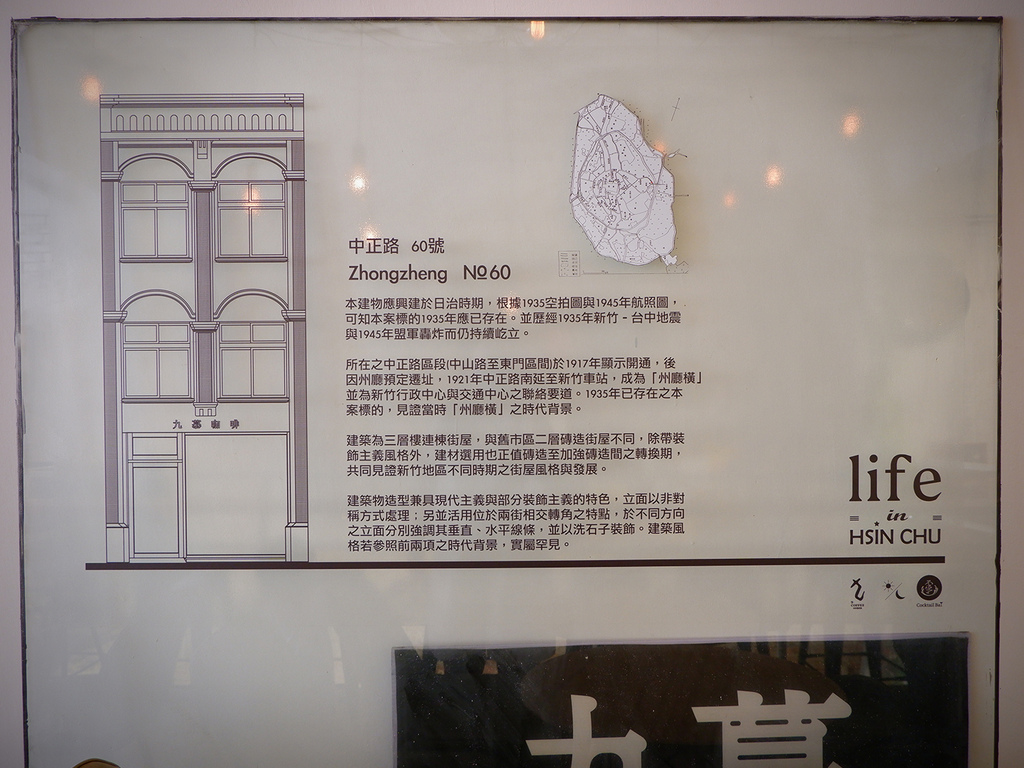 中正路 60號
Zhongzheng №60
本建物應興建於日治時期，根據1935空拍圖與1945年航照圖，
可知本案標的1935年應已存在。並歷經1935年新竹－台中地震
與1945年盟軍轟炸而仍持續屹立。
所在之中正路區段(中山路至東門區間)於1917年顯示開通，後
因州廳預定遷址，1921年中正路南延至新竹車站，成為「州廳橫」
並為新竹行政中心與交通中心之聯絡要道。1935年已存在之本
案標的，見證當時「州廳橫」之時代背景。
建築為三層樓連棟街屋，與舊市區二層磚造街屋不同，除帶裝
飾主義風格外，建材選用也正值磚造至加強磚造間之轉換期，
共同見證新竹地區不同時期之街屋風格與發展。
建築物造型兼具現代主義與部分裝飾主義的特色，立面以非對
稱方式處理；另並活用位於兩街相交轉角之特點，於不同方向
之立面分別強調其垂直、水平線條，並以洗石子裝飾。建築風
格若參照前兩項之時代背景，實屬罕見。
九募咖啡
life
in
HSIN CHU
Cocktail Bar
九募